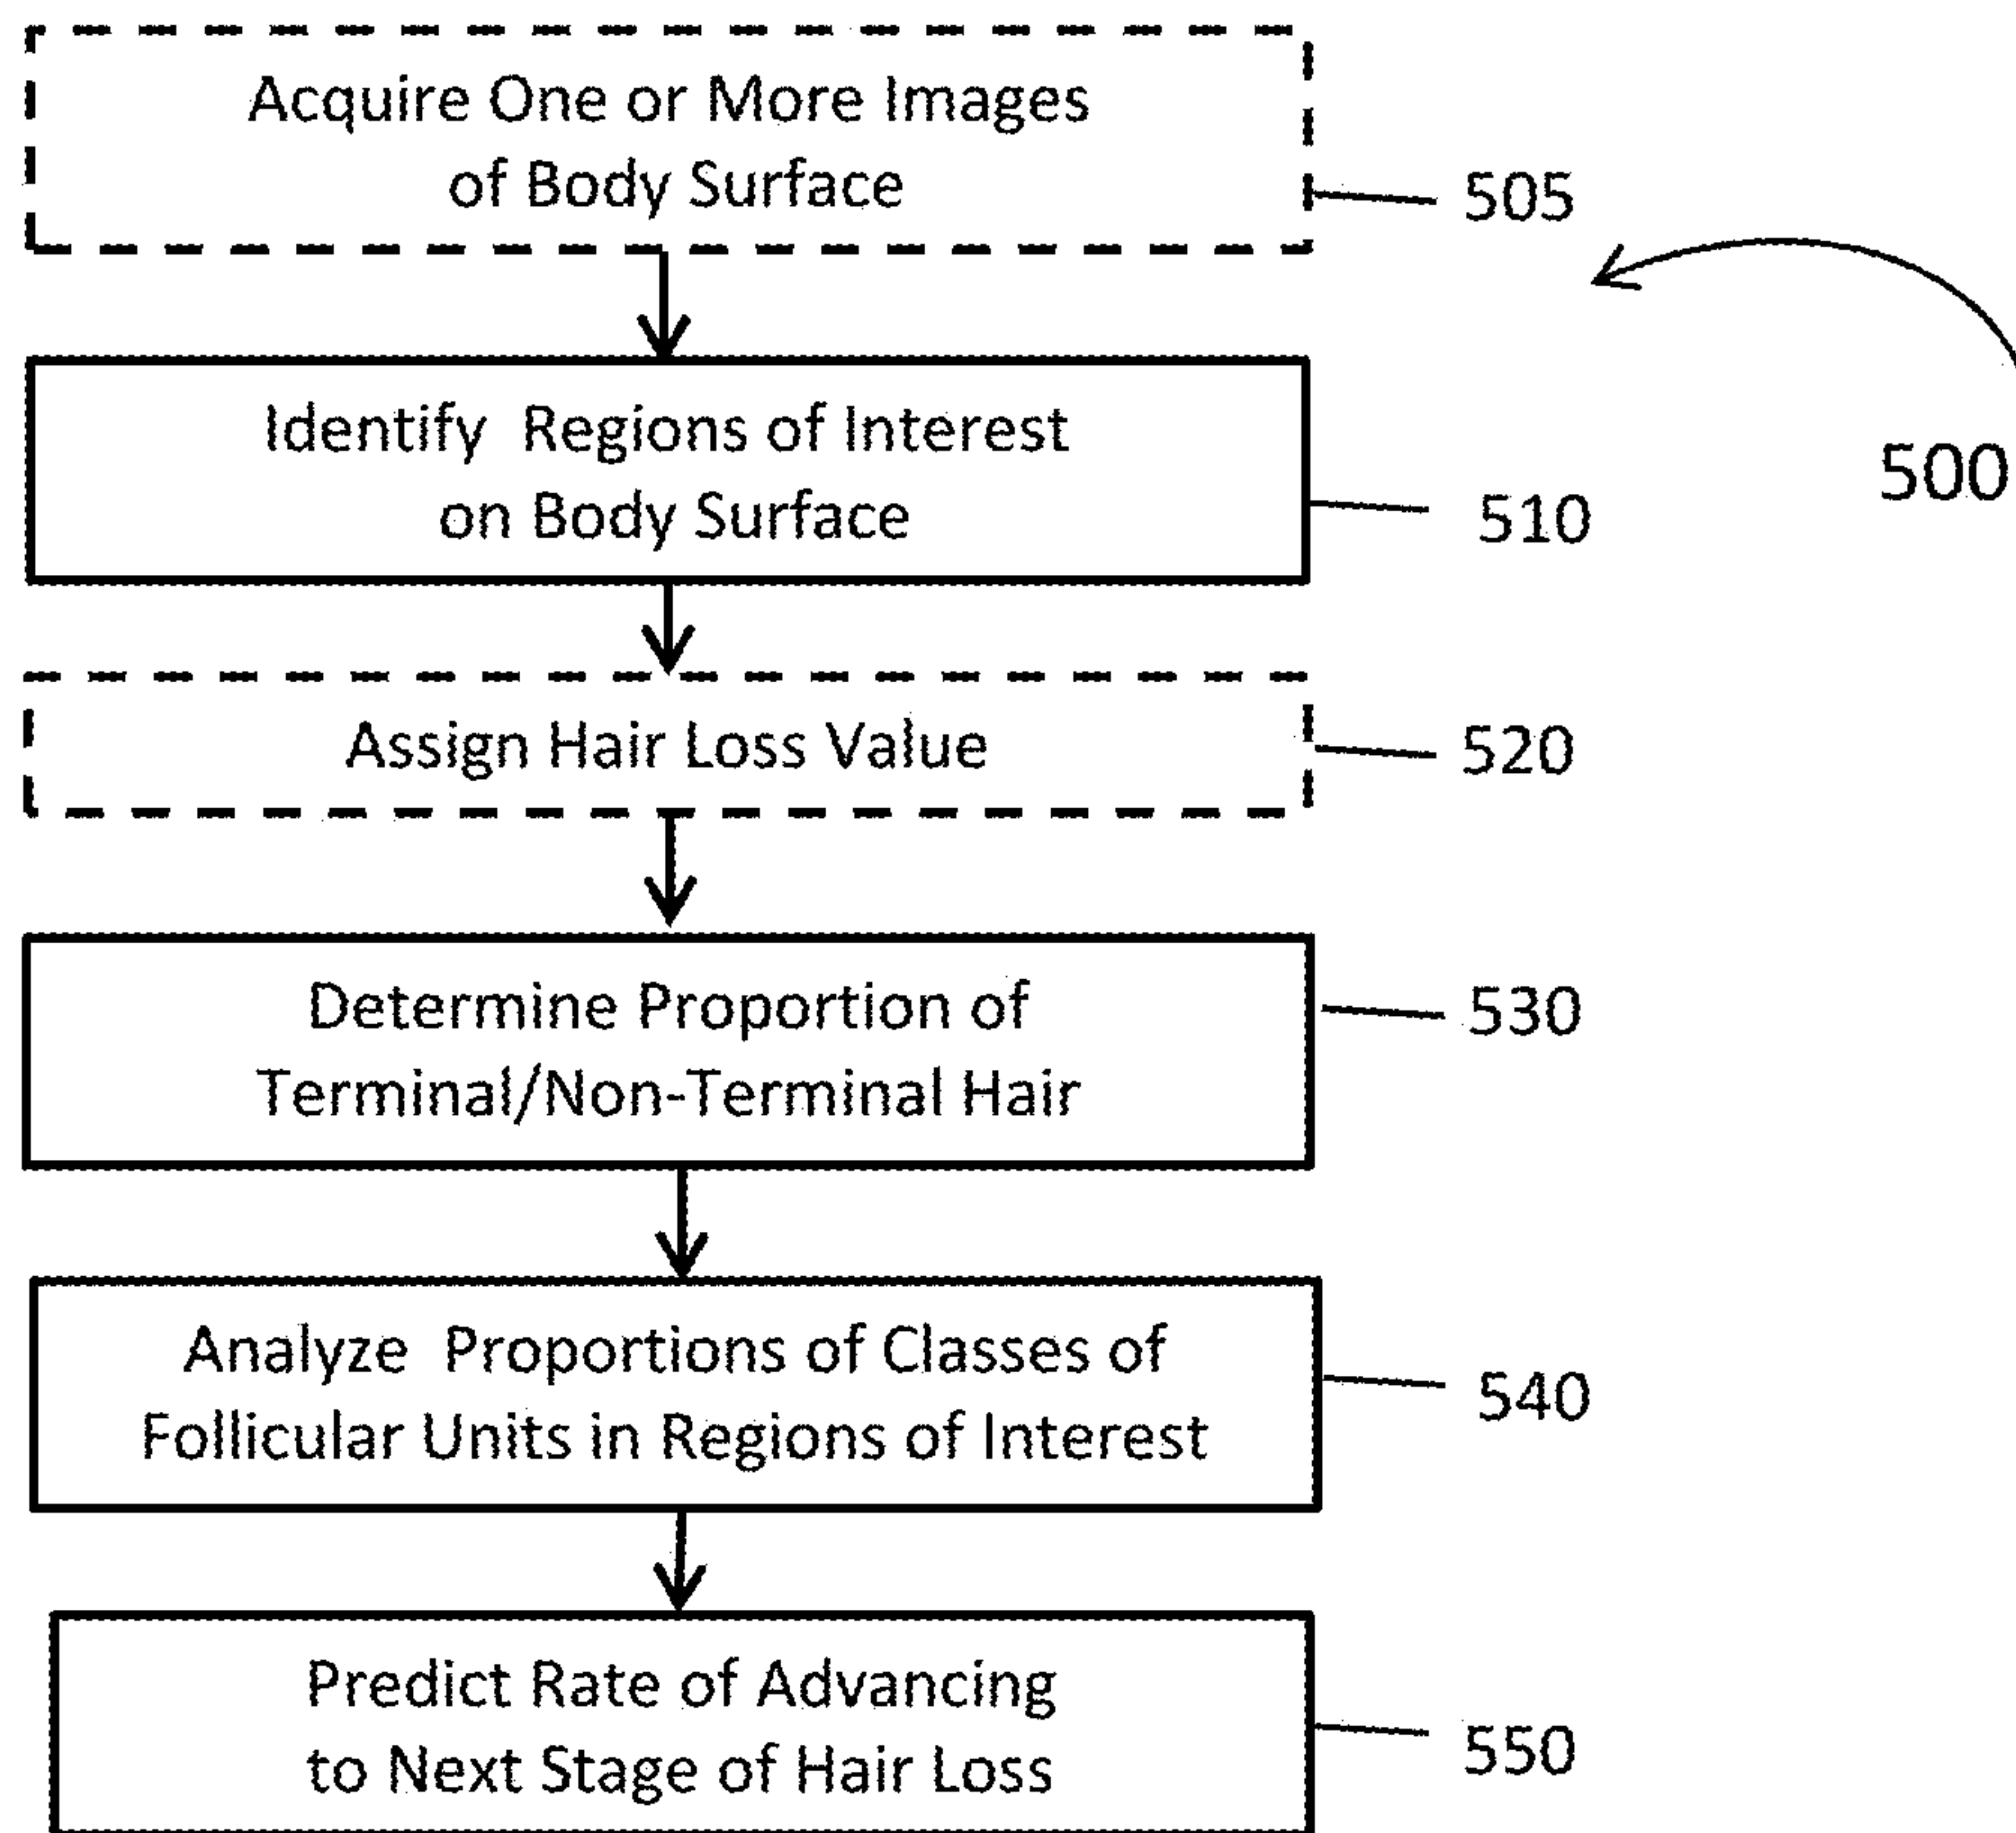 Acquire One or More Images
of Body Surface
505
Identify Regions of Interest
on Body Surface
510
500
Assign Hair Loss Value
520
Determine Proportion of
Terminal/Non-Terminal Hair
530
Analyze Proportions of Classes of
Follicular Units in Regions of Interest
540
Predict Rate of Advancing
to Next Stage of Hair Loss
550